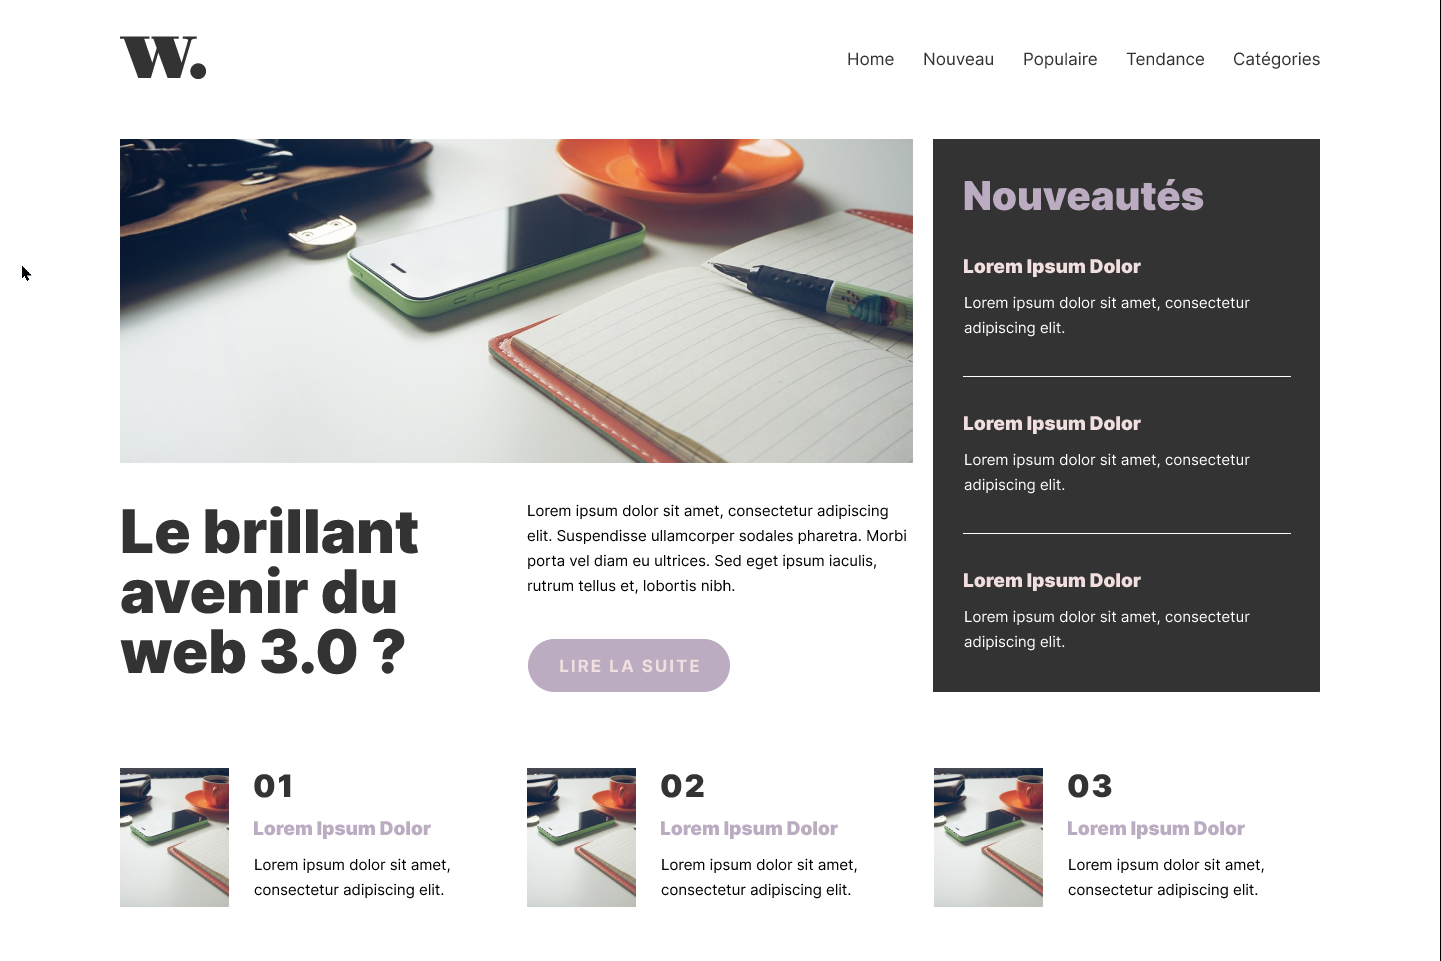 W.
Home
Nouveau
Populaire
Tendance
Catégories
Le brillant
avenir du
web 3.0 ?
Lorem ipsum dolor sit amet, consectetur adipiscing
elit. Suspendisse ullamcorper sodales pharetra. Morbi
porta vel diam eu ultrices. Sed eget ipsum iaculis,
rutrum tellus et, lobortis nibh.
LIRE LA SUITE
Nouveautés
Lorem Ipsum Dolor
Lorem ipsum dolor sit amet, consectetur
adipiscing elit.
Lorem Ipsum Dolor
Lorem ipsum dolor sit amet, consectetur
adipiscing elit.
Lorem Ipsum Dolor
Lorem ipsum dolor sit amet, consectetur
adipiscing elit.
01
Lorem Ipsum Dolor
Lorem ipsum dolor sit amet,
consectetur adipiscing elit.
02
Lorem Ipsum Dolor
Lorem ipsum dolor sit amet,
consectetur adipiscing elit.
03
Lorem Ipsum Dolor
Lorem ipsum dolor sit amet,
consectetur adipiscing elit.